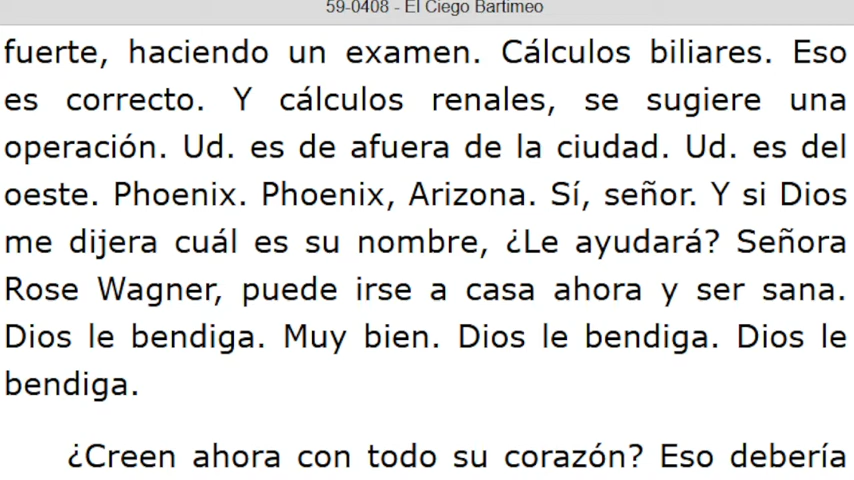 59-0408 - El Ciego Bartimeo
fuerte, haciendo un examen. Cálculos biliares. Eso
es correcto. Y cálculos renales, se sugiere una
operación. Ud. es de afuera de la ciudad. Ud. es del
oeste. Phoenix. Phoenix, Arizona. Sí, señor. Y si Dios
me dijera cuál es su nombre, ¿Le ayudará? Señora
Rose Wagner, puede irse a casa ahora y ser sana.
Dios le bendiga. Muy bien. Dios le bendiga. Dios le
bendiga.
¿Creen ahora con todo su corazón? Eso debería